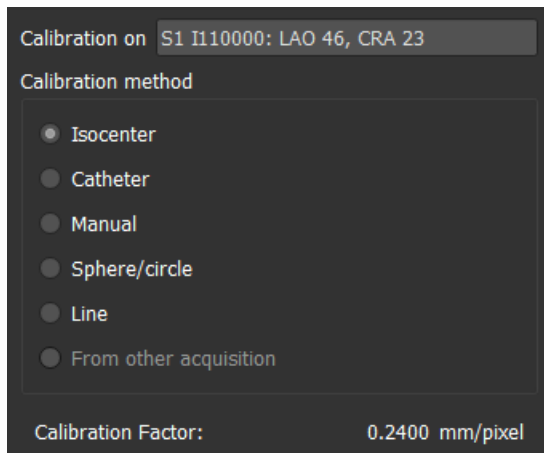 Calibration on S1 I110000: LAO 46, CRA 23
Calibration method
Isocenter
Catheter
Manual
Sphere/circle
Line
From other acquisition
Calibration Factor: 0.2400 mm/pixel